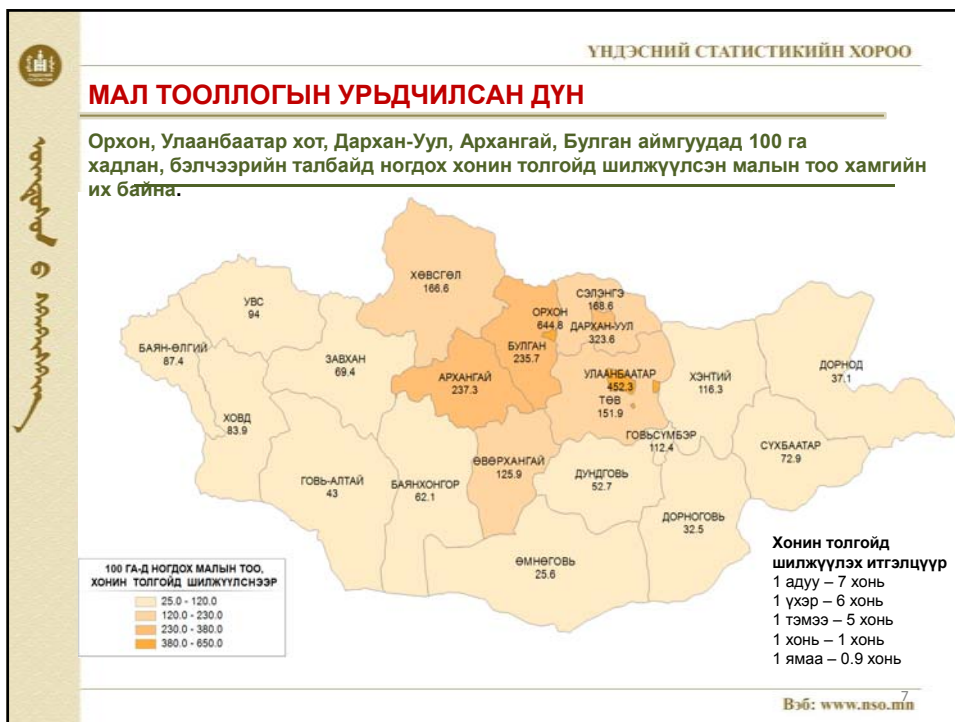 ҮНДЭСНИЙ СТАТИСТИКИЙН ХОРОО
МАЛ ТООЛЛОГЫН УРЬДЧИЛСАН ДҮН
Орхон, Улаанбаатар хот, Дархан-Уул, Архангай, Булган аймгуудад 100 га
хадлан, бэлчээрийн талбайд ногдох хонин толгойд шилжүүлсэн малын тоо хамгийн
их байна.
ХӨВСГӨЛ
166.6
СЭЛЭНГЭ
168.6
УВС
94
ОРХОН
644.8
ДАРХАН-УУЛ
323.6
БАЯН-ӨЛГИЙ
87.4
ЗАВХАН
69.4
БУЛГАН
235.7
ДОРНОД
37.1
АРХАНГАЙ
237.3
УЛААНБААТАР
452.3
ХЭНТИЙ
116.3
ТӨВ
151.9
ХОВД
83.9
ГОВЬСҮМБЭР
112.4
СҮХБААТАР
72.9
ӨВӨРХАНГАЙ
125.9
ДУНДГОВЬ
52.7
ГОВЬ-АЛТАЙ
43
БАЯНХОНГОР
62.1
ДОРНОГОВЬ
32.5
ӨМНӨГОВЬ
25.6
100 ГА-Д НОГДОХ МАЛЫН ТОО,
ХОНИН ТОЛГОЙД ШИЛЖҮҮЛСНЭЭР
25.0 - 120.0
120.0 - 230.0
230.0 - 380.0
380.0 - 650.0
Хонин толгойд
шилжүүлэх итгэлцүүр
1 адуу – 7 хонь
1 үхэр – 6 хонь
1 тэмээ – 5 хонь
1 хонь – 1 хонь
1 ямаа – 0.9 хонь
Вэб: www.nso.mn
7